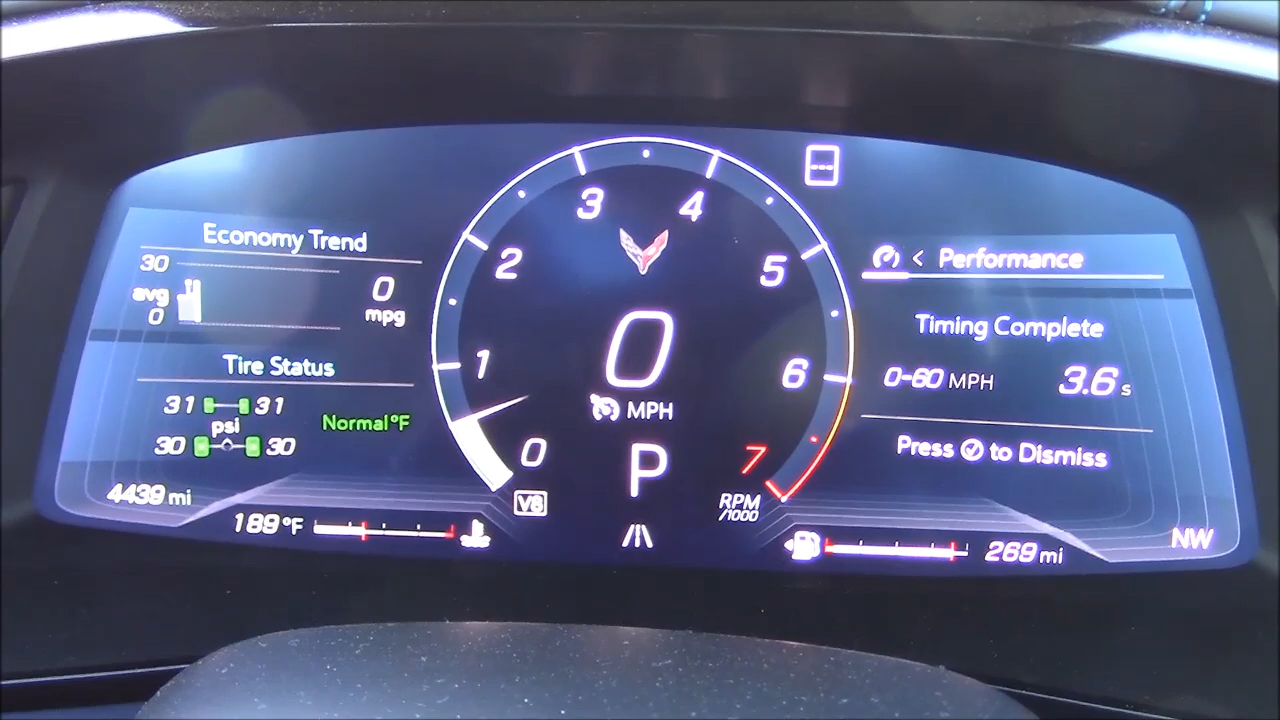 Economy Trend
30
avg
0
0
mpg
Tire Status
31 31
psi
30 30
Normal °F
4439 mi
189 °F
0
1
2
3
4
5
6
7
0
MPH
P
V8
RPM
/1000
< Performance
Timing Complete
0-60 MPH 3.6 s
Press to Dismiss
269 mi
NW